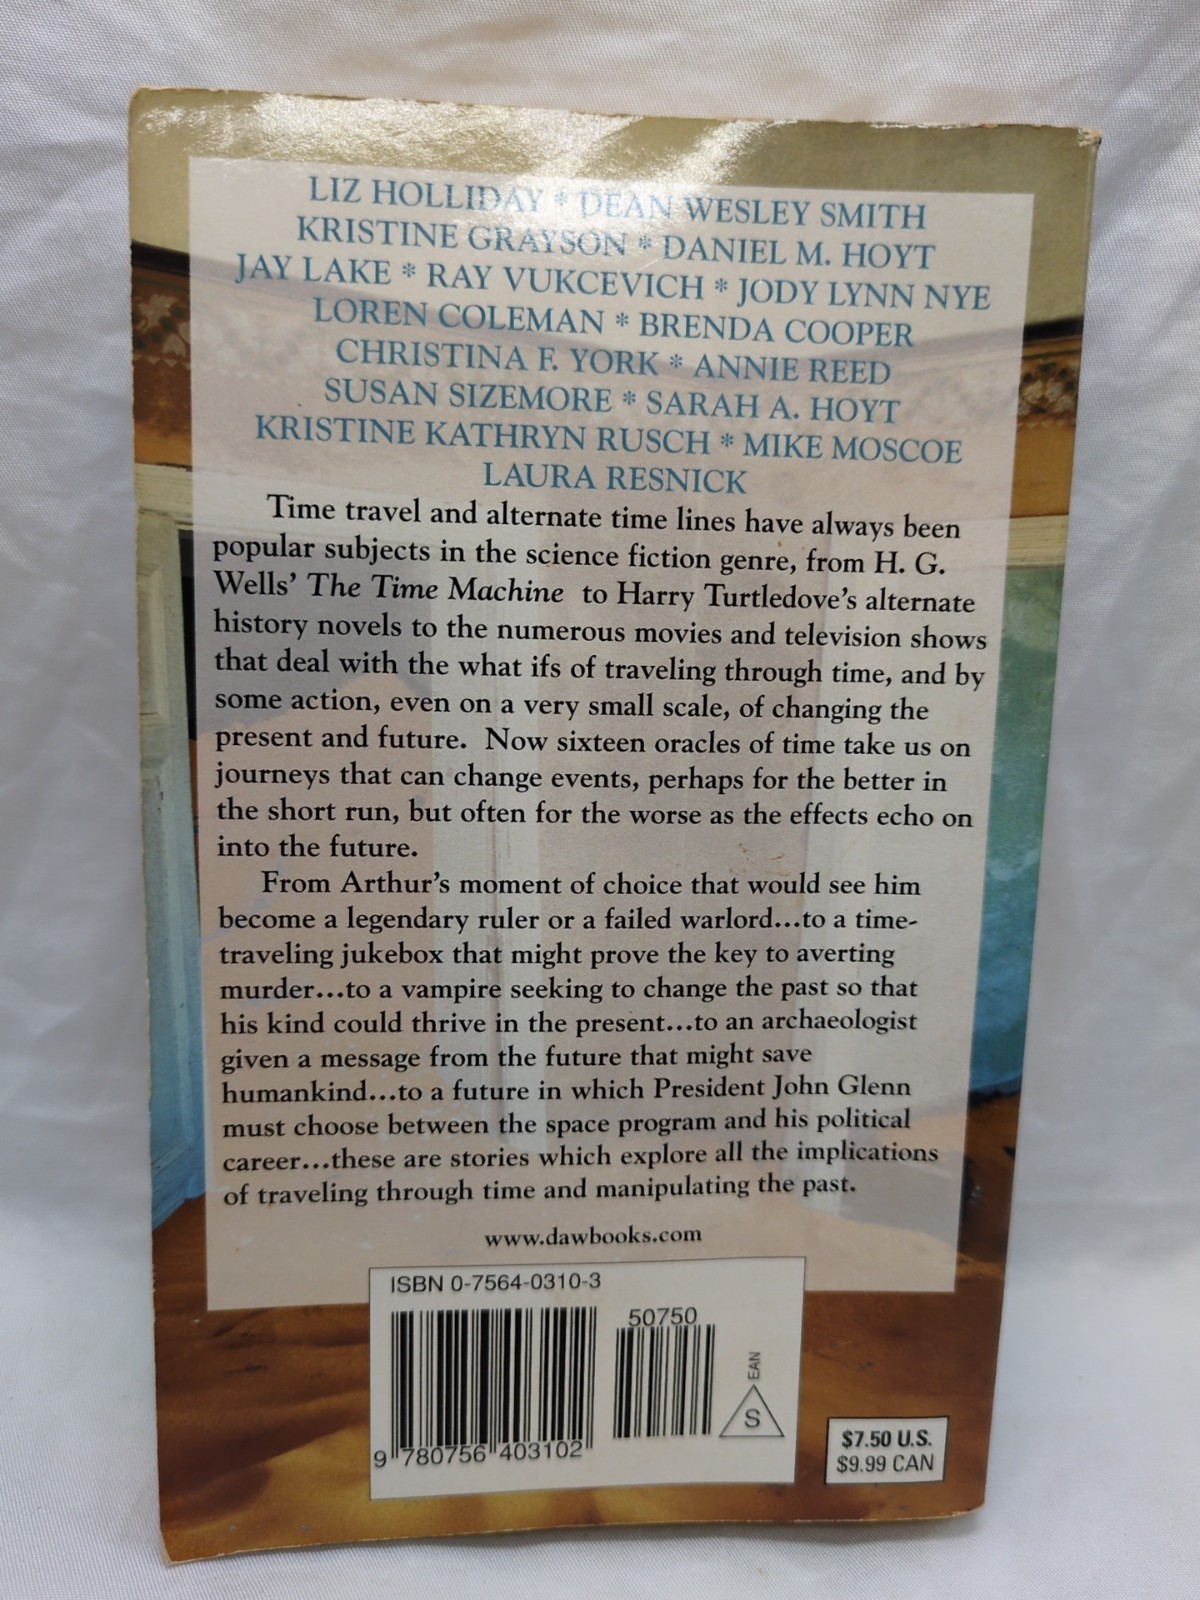 LIZ HOLLIDAY * DEAN WESLEY SMITH
KRISTINE GRAYSON * DANIEL M. HOYT
JAY LAKE * RAY VUKCEVICH * JODY LYNN NYE
LOREN COLEMAN * BRENDA COOPER
CHRISTINA F. YORK * ANNIE REED
SUSAN SIZEMORE * SARAH A. HOYT
KRISTINE KATHRYN RUSCH * MIKE MOSCOE
LAURA RESNICK
Time travel and alternate time lines have always been
popular subjects in the science fiction genre, from H. G.
Wells' The Time Machine to Harry Turtledove's alternate
history novels to the numerous movies and television shows
that deal with the what ifs of traveling through time, and by
some action, even on a very small scale, of changing the
present and future. Now sixteen oracles of time take us on
journeys that can change events, perhaps for the better in
the short run, but often for the worse as the effects echo on
into the future.
From Arthur's moment of choice that would see him
become a legendary ruler or a failed warlord...to a time-
traveling jukebox that might prove the key to averting
murder...to a vampire seeking to change the past so that
his kind could thrive in the present...to an archaeologist
given a message from the future that might save
humankind...to a future in which President John Glenn
must choose between the space program and his political
career...these are stories which explore all the implications
of traveling through time and manipulating the past.
www.dawbooks.com
ISBN 0-7564-0310-3
50750
EAN
S
9 780756 403102
$7.50 U.S.
$9.99 CAN